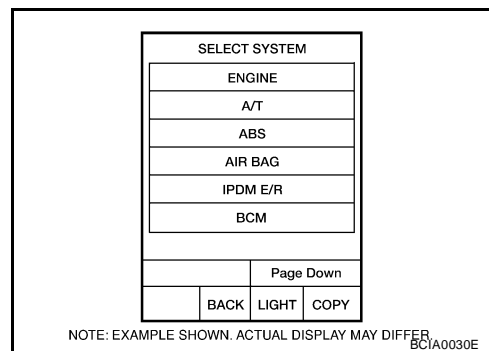 SELECT SYSTEM
ENGINE
A/T
ABS
AIR BAG
IPDM E/R
BCM
Page Down
BACK LIGHT COPY
NOTE: EXAMPLE SHOWN. ACTUAL DISPLAY MAY DIFFER.
BCIA0030E